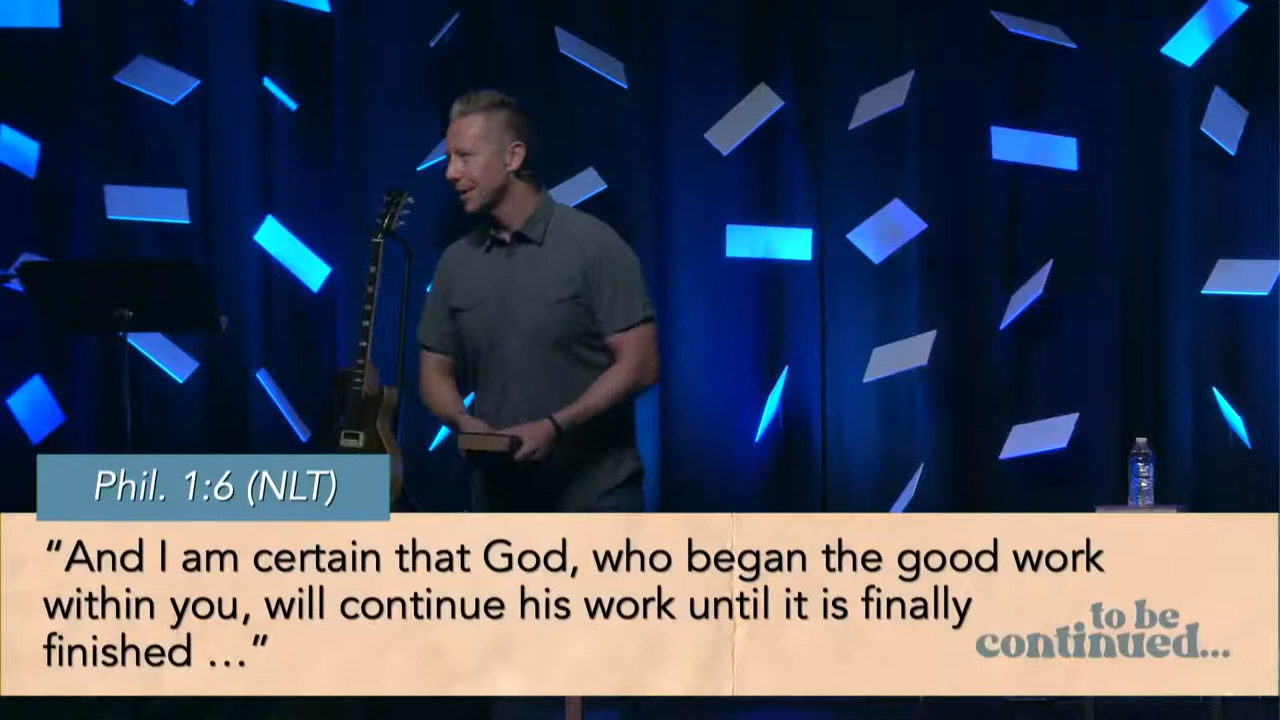 Phil. 1:6 (NLT)
“And I am certain that God, who began the good work
within you, will continue his work until it is finally
finished …”
to be
continued...